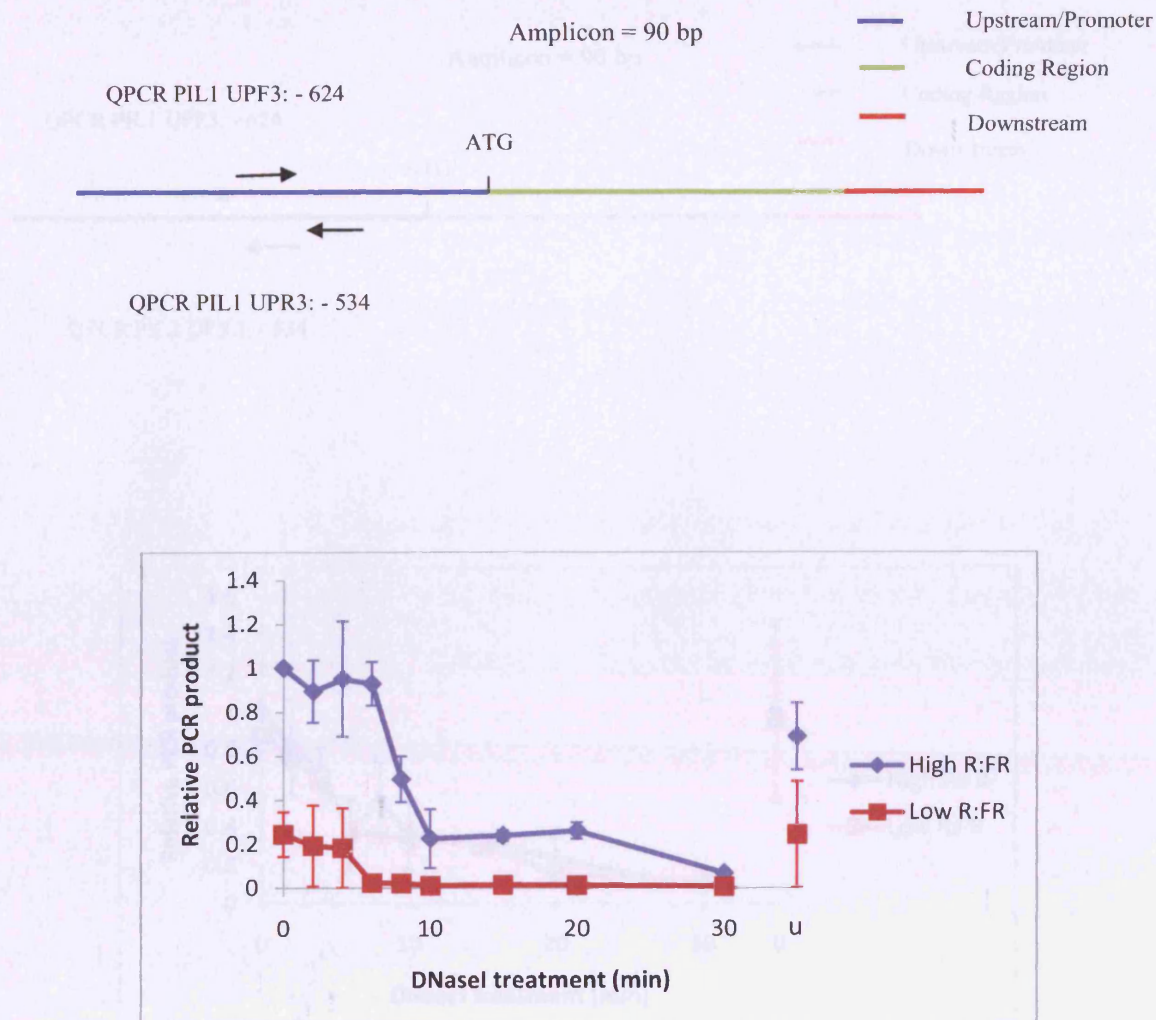 Amplicon = 90 bp
Upstream/Promoter
Coding Region
Downstream
QPCR PIL1 UPF3: - 624
ATG
QPCR PIL1 UPR3: - 534
1.4
1.2
1
0.8
0.6
0.4
0.2
0
Relative PCR product
0 10 20 30 u
DNaseI treatment (min)
High R:FR
Low R:FR